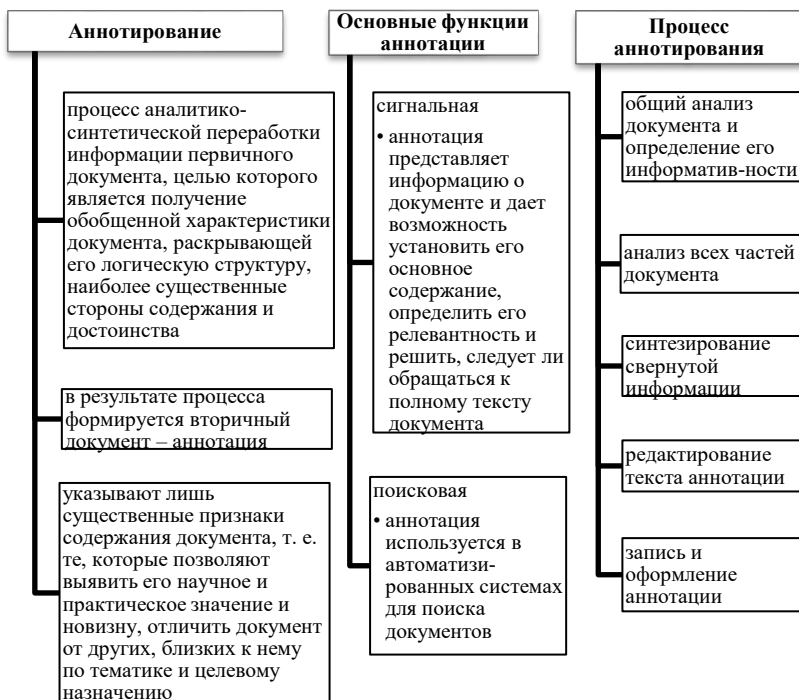 Аннотирование
процесс аналитико-
синтетической переработки
информации первичного
документа, целью которого
является получение
обобщенной характеристики
документа, раскрывающей
его логическую структуру,
наиболее существенные
стороны содержания и
достоинства
в результате процесса
формируется вторичный
документ – аннотация
указывают лишь
существенные признаки
содержания документа, т. е.
те, которые позволяют
выявить его научное и
практическое значение и
новизну, отличить документ
от других, близких к нему
по тематике и целевому
назначению
Основные функции
аннотации
сигнальная
• аннотация
представляет
информацию о
документе и дает
возможность
установить его
основное
содержание,
определить его
релевантность и
решить, следует ли
обращаться к
полному тексту
документа
поисковая
• аннотация
используется в
автоматизи-
рованных системах
для поиска
документов
Процесс
аннотирования
общий анализ
документа и
определение его
информатив-ности
анализ всех частей
документа
синтезирование
свернутой
информации
редактирование
текста аннотации
запись и
оформление
аннотации